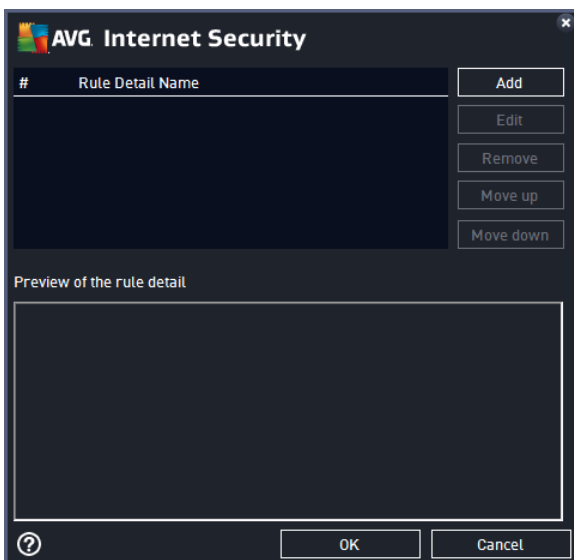 AVG. Internet Security
# Rule Detail Name
Add
Edit
Remove
Move up
Move down
Preview of the rule detail
?
OK
Cancel